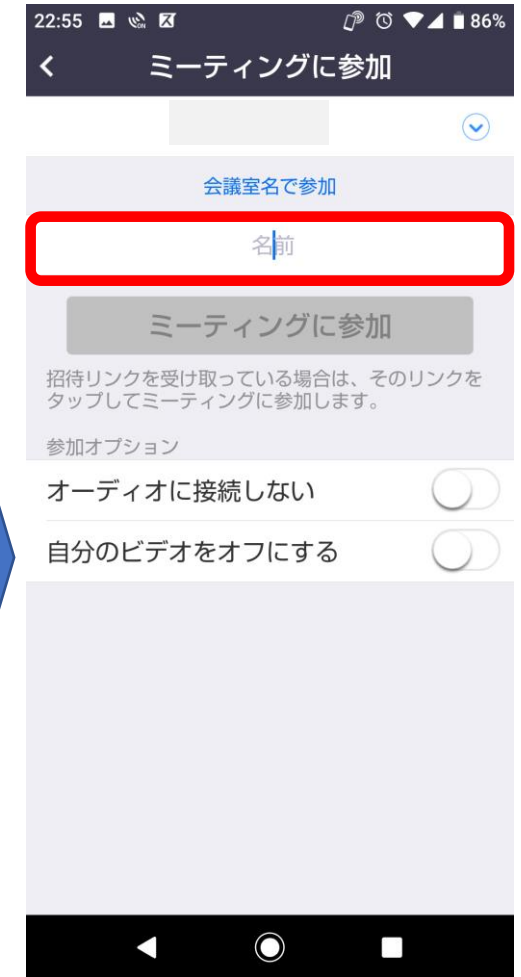 22:55 86%
ミーティングに参加
会議室名で参加
名前
ミーティングに参加
招待リンクを受け取っている場合は、そのリンクを
タップしてミーティングに参加します。
参加オプション
オーディオに接続しない
自分のビデオをオフにする